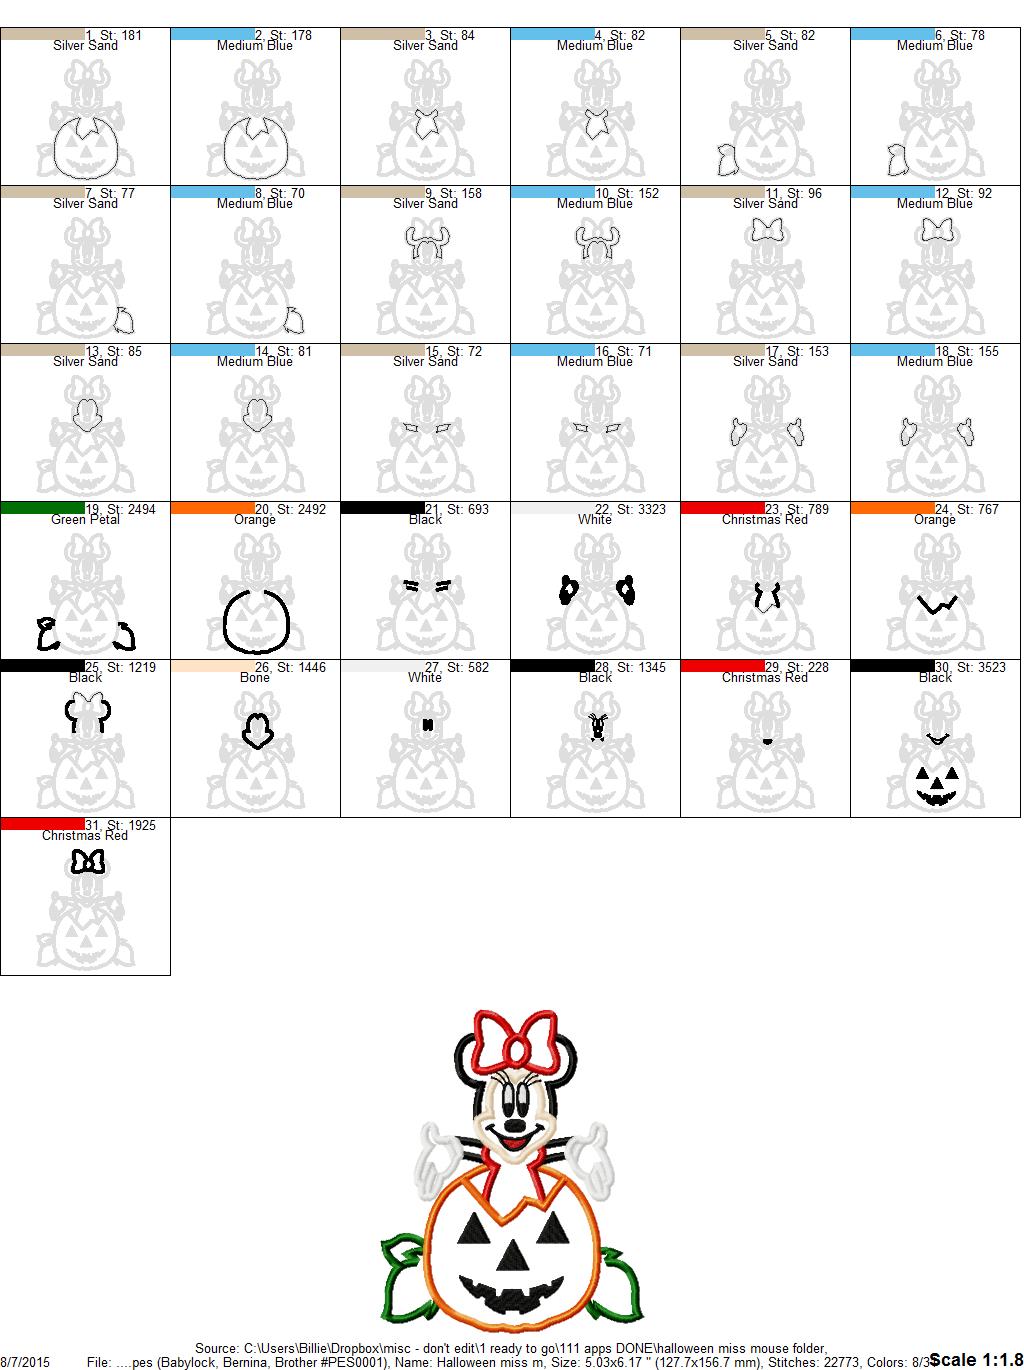 1, St: 181
Silver Sand
2, St: 178
Medium Blue
3, St: 84
Silver Sand
4, St: 82
Medium Blue
5, St: 82
Silver Sand
6, St: 78
Medium Blue
7, St: 77
Silver Sand
8, St: 70
Medium Blue
9, St: 158
Silver Sand
10, St: 152
Medium Blue
11, St: 96
Silver Sand
12, St: 92
Medium Blue
13, St: 85
Silver Sand
14, St: 81
Medium Blue
15, St: 72
Silver Sand
16, St: 71
Medium Blue
17, St: 153
Silver Sand
18, St: 155
Medium Blue
19, St: 2494
Green Petal
20, St: 2492
Orange
21, St: 693
Black
22, St: 3323
White
23, St: 789
Christmas Red
24, St: 767
Orange
25, St: 1219
Black
26, St: 1446
Bone
27, St: 582
White
28, St: 1345
Black
29, St: 228
Christmas Red
30, St: 3523
Black
31, St: 1925
Christmas Red
Source: C:\Users\Billie\Dropbox\misc - don't edit\1 ready to go\111 apps DONE\halloween miss mouse folder,
8/7/2015 File: ....pes (Babylock, Bernina, Brother #PES0001), Name: Halloween miss m, Size: 5.03x6.17 " (127.7x156.7 mm), Stitches: 22773, Colors: 8/3 Scale 1:1.8